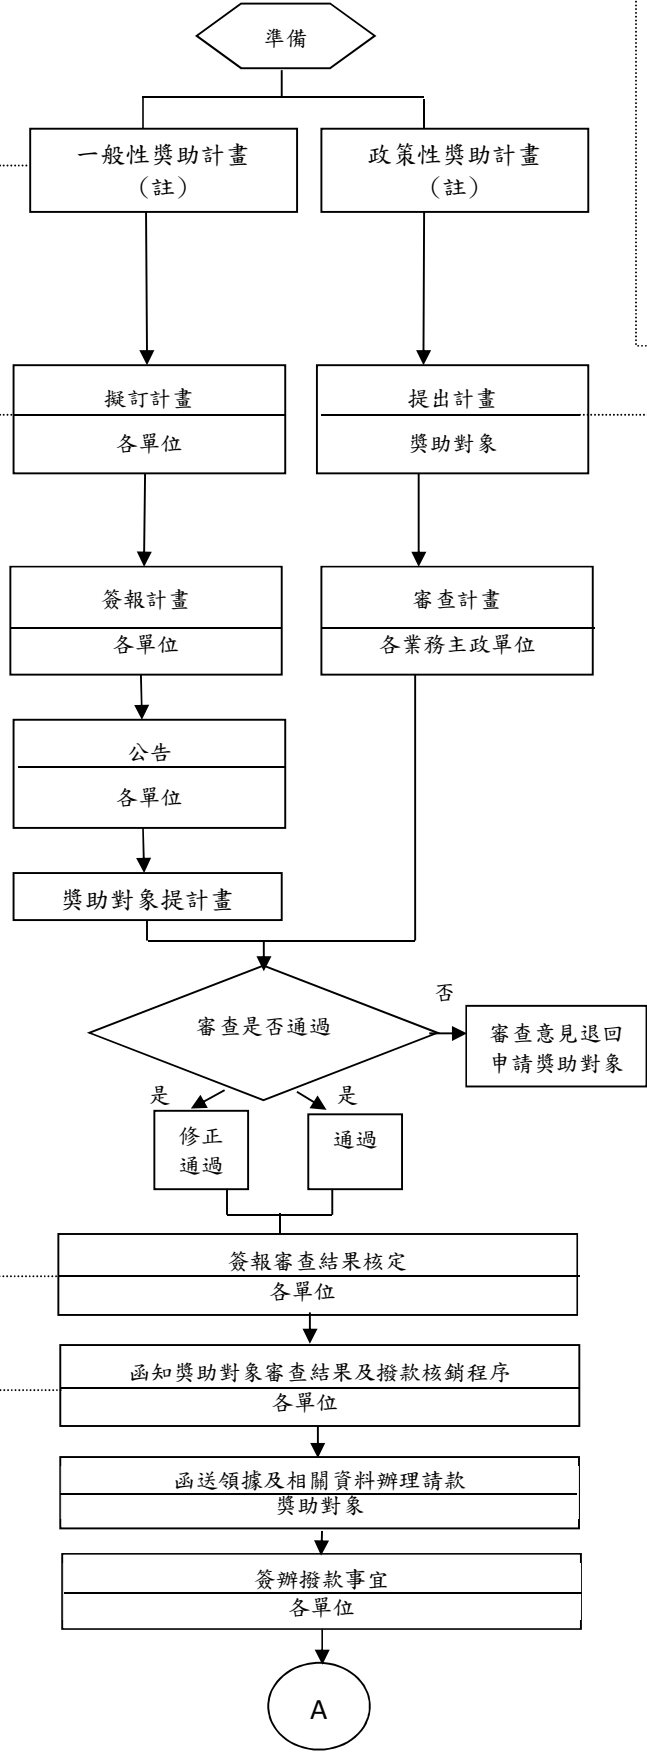 準備
一般性獎助計畫
（註）
政策性獎助計畫
（註）
擬訂計畫
各單位
提出計畫
獎助對象
簽報計畫
各單位
審查計畫
各業務主政單位
公告
各單位
獎助對象提計畫
審查是否通過
否
審查意見退回
申請獎助對象
是
是
修正
通過
通過
簽報審查結果核定
各單位
函知獎助對象審查結果及撥款核銷程序
各單位
函送領據及相關資料辦理請款
獎助對象
簽辦撥款事宜
各單位
A